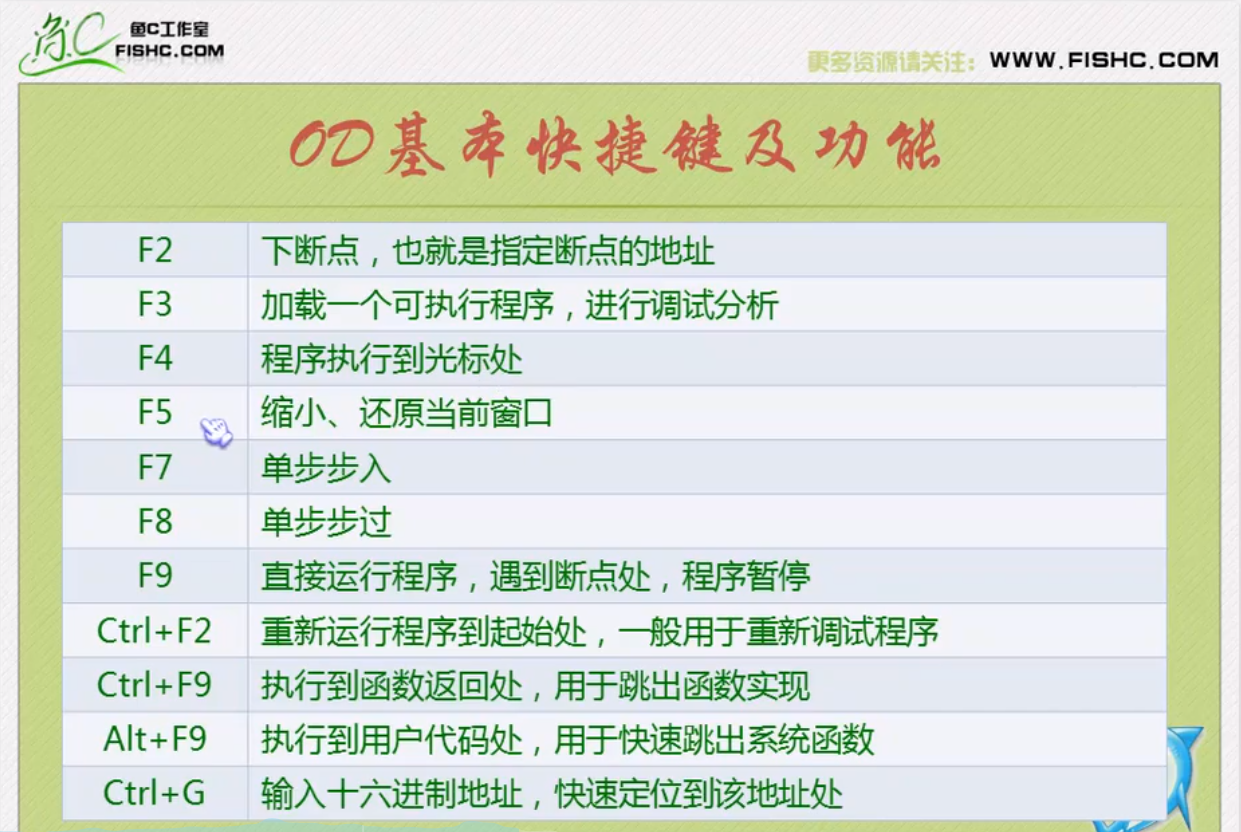 鱼C工作室
FISHC.COM
更多资源请关注： WWW.FISHC.COM
OD基本快捷键及功能
F2 下断点，也就是指定断点的地址
F3 加载一个可执行程序，进行调试分析
F4 程序执行到光标处
F5 缩小、还原当前窗口
F7 单步步入
F8 单步步过
F9 直接运行程序，遇到断点处，程序暂停
Ctrl+F2 重新运行程序到起始处，一般用于重新调试程序
Ctrl+F9 执行到函数返回处，用于跳出函数实现
Alt+F9 执行到用户代码处，用于快速跳出系统函数
Ctrl+G 输入十六进制地址，快速定位到该地址处